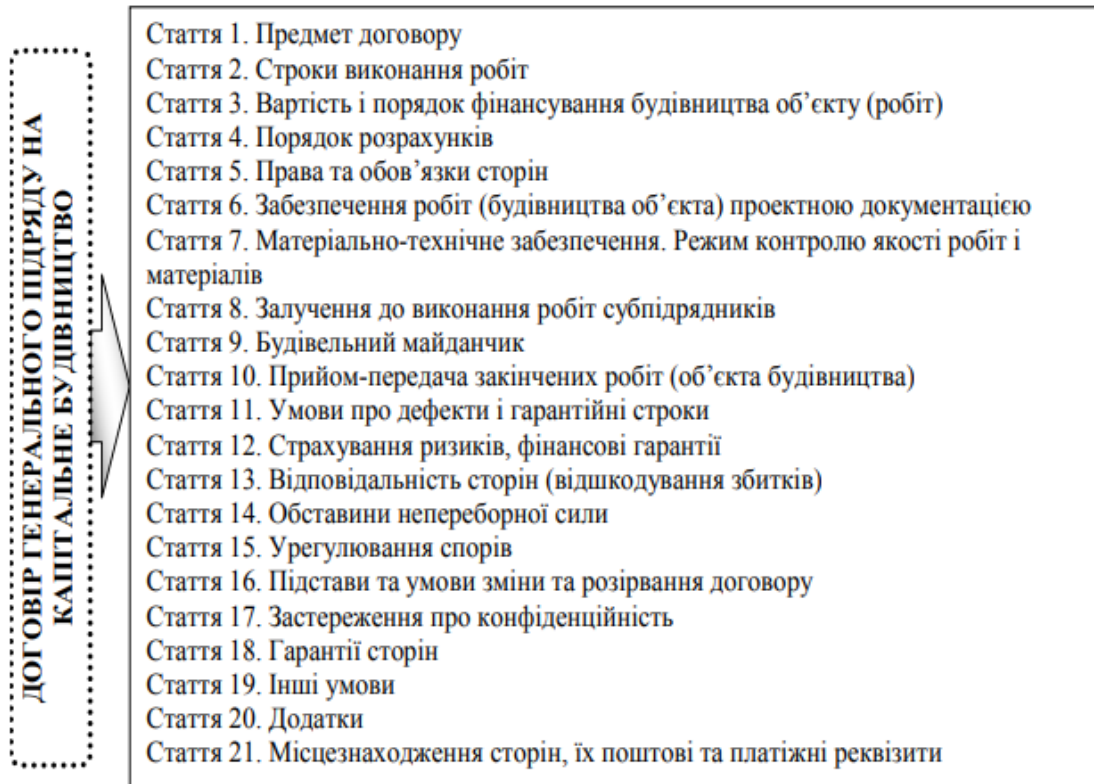 ДОГОВІР ГЕНЕРАЛЬНОГО ПІДРЯДУ НА
КАПІТАЛЬНЕ БУДІВНИЦТВО
Стаття 1. Предмет договору
Стаття 2. Строки виконання робіт
Стаття 3. Вартість і порядок фінансування будівництва об’єкту (робіт)
Стаття 4. Порядок розрахунків
Стаття 5. Права та обов’язки сторін
Стаття 6. Забезпечення робіт (будівництва об’єкта) проектною документацією
Стаття 7. Матеріально-технічне забезпечення. Режим контролю якості робіт і
матеріалів
Стаття 8. Залучення до виконання робіт субпідрядників
Стаття 9. Будівельний майданчик
Стаття 10. Прийом-передача закінчених робіт (об’єкта будівництва)
Стаття 11. Умови про дефекти і гарантійні строки
Стаття 12. Страхування ризиків, фінансові гарантії
Стаття 13. Відповідальність сторін (відшкодування збитків)
Стаття 14. Обставини непереборної сили
Стаття 15. Урегулювання спорів
Стаття 16. Підстави та умови зміни та розірвання договору
Стаття 17. Застереження про конфіденційність
Стаття 18. Гарантії сторін
Стаття 19. Інші умови
Стаття 20. Додатки
Стаття 21. Місцезнаходження сторін, їх поштові та платіжні реквізити